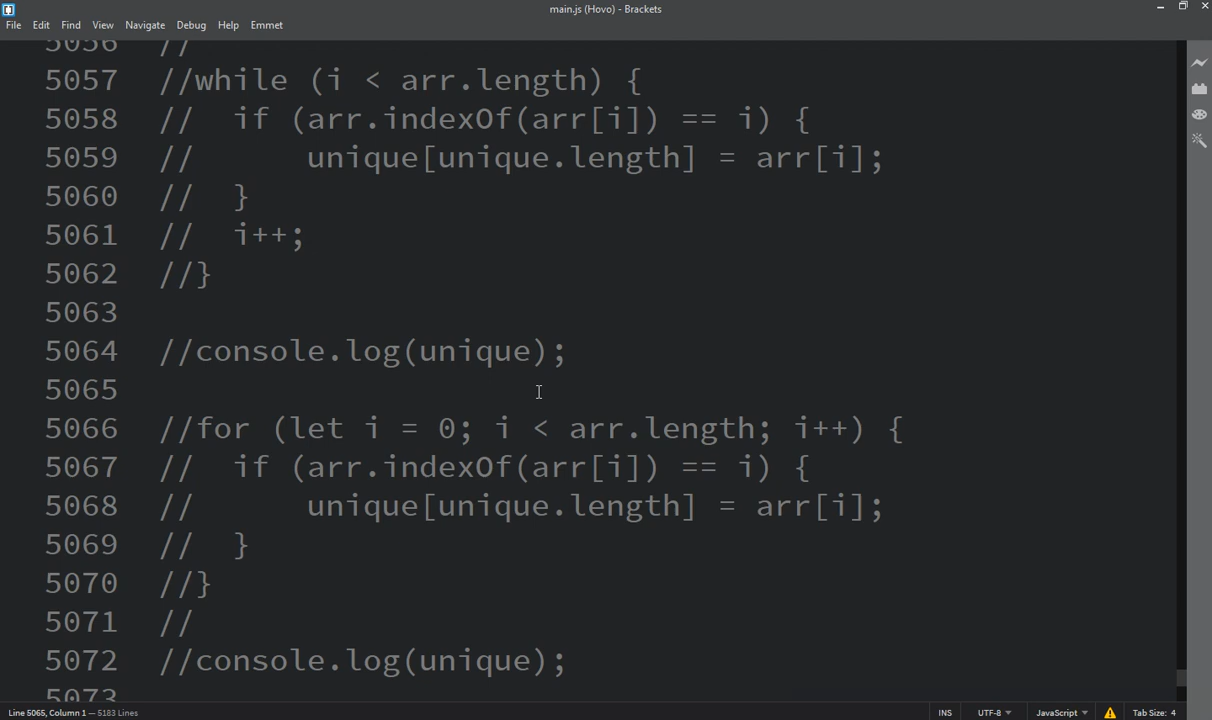 main.js (Hovo) - Brackets
File Edit Find View Navigate Debug Help Emmet
5056 //
5057 //while (i < arr.length) {
5058 //  if (arr.indexOf(arr[i]) == i) {
5059 //      unique[unique.length] = arr[i];
5060 //  }
5061 //  i++;
5062 //}
5063
5064 //console.log(unique);
5065
5066 //for (let i = 0; i < arr.length; i++) {
5067 //  if (arr.indexOf(arr[i]) == i) {
5068 //      unique[unique.length] = arr[i];
5069 //  }
5070 //}
5071 //
5072 //console.log(unique);
5073
Line 5065, Column 1 — 5183 Lines INS UTF-8 JavaScript Tab Size: 4